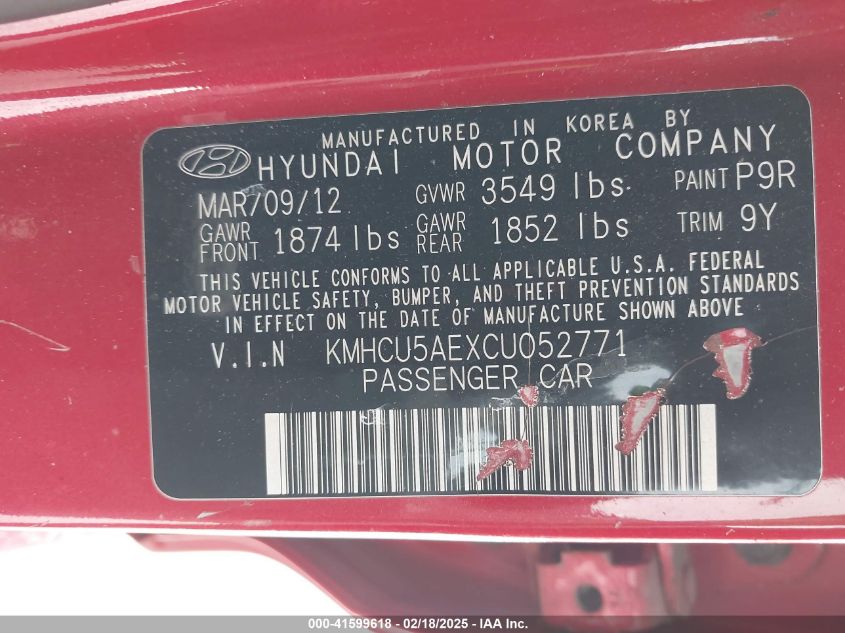 MANUFACTURED IN KOREA BY
HYUNDAI MOTOR COMPANY
MAR/09/12 GVWR 3549 lbs. PAINT P9R
GAWR FRONT 1874 lbs GAWR REAR 1852 lbs TRIM 9Y
THIS VEHICLE CONFORMS TO ALL APPLICABLE U.S.A. FEDERAL
MOTOR VEHICLE SAFETY, BUMPER, AND THEFT PREVENTION STANDARDS
IN EFFECT ON THE DATE OF MANUFACTURE SHOWN ABOVE
V.I.N KMHCU5AEXCU052771
PASSENGER CAR
000-41599618 - 02/18/2025 - Copyright © 2025 IAA, Inc.